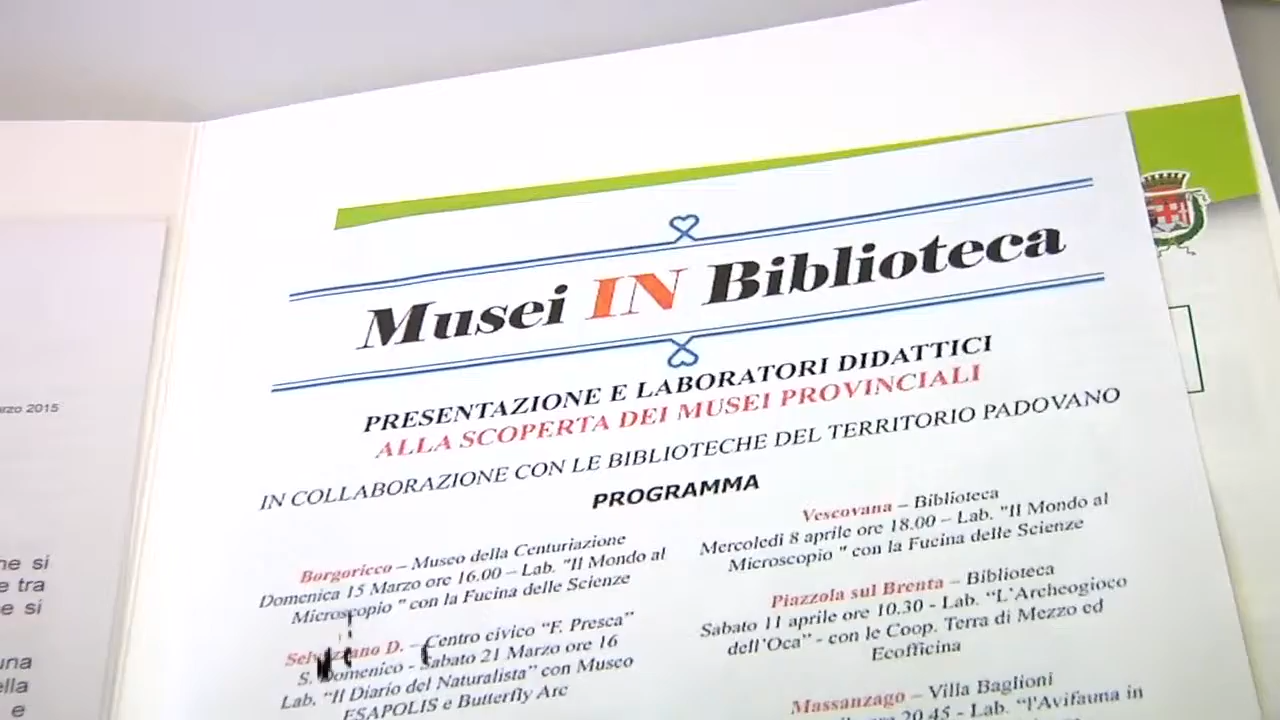 Musei IN Biblioteca
PRESENTAZIONE E LABORATORI DIDATTICI
ALLA SCOPERTA DEI MUSEI PROVINCIALI
IN COLLABORAZIONE CON LE BIBLIOTECHE DEL TERRITORIO PADOVANO
PROGRAMMA
Borgoricco – Museo della Centuriazione
Domenica 15 Marzo ore 16.00 – Lab. "Il Mondo al
Microscopio " con la Fucina delle Scienze
D. – Centro civico “F. Presca”
S. Domenico - Sabato 21 Marzo ore 16
Lab. “Il Diario del Naturalista” con Museo
ESAPOLIS e Butterfly Arc
Vescovana – Biblioteca
Mercoledì 8 aprile ore 18.00 – Lab. "Il Mondo al
Microscopio " con la Fucina delle Scienze
Piazzola sul Brenta – Biblioteca
Sabato 11 aprile ore 10.30 - Lab. “L’Archeogioco
dell’Oca” - con le Coop. Terra di Mezzo ed
Ecofficina
Massanzago – Villa Baglioni
ore 20.45 - Lab. “l'Avifauna in
2015
si
e tra
e si
e